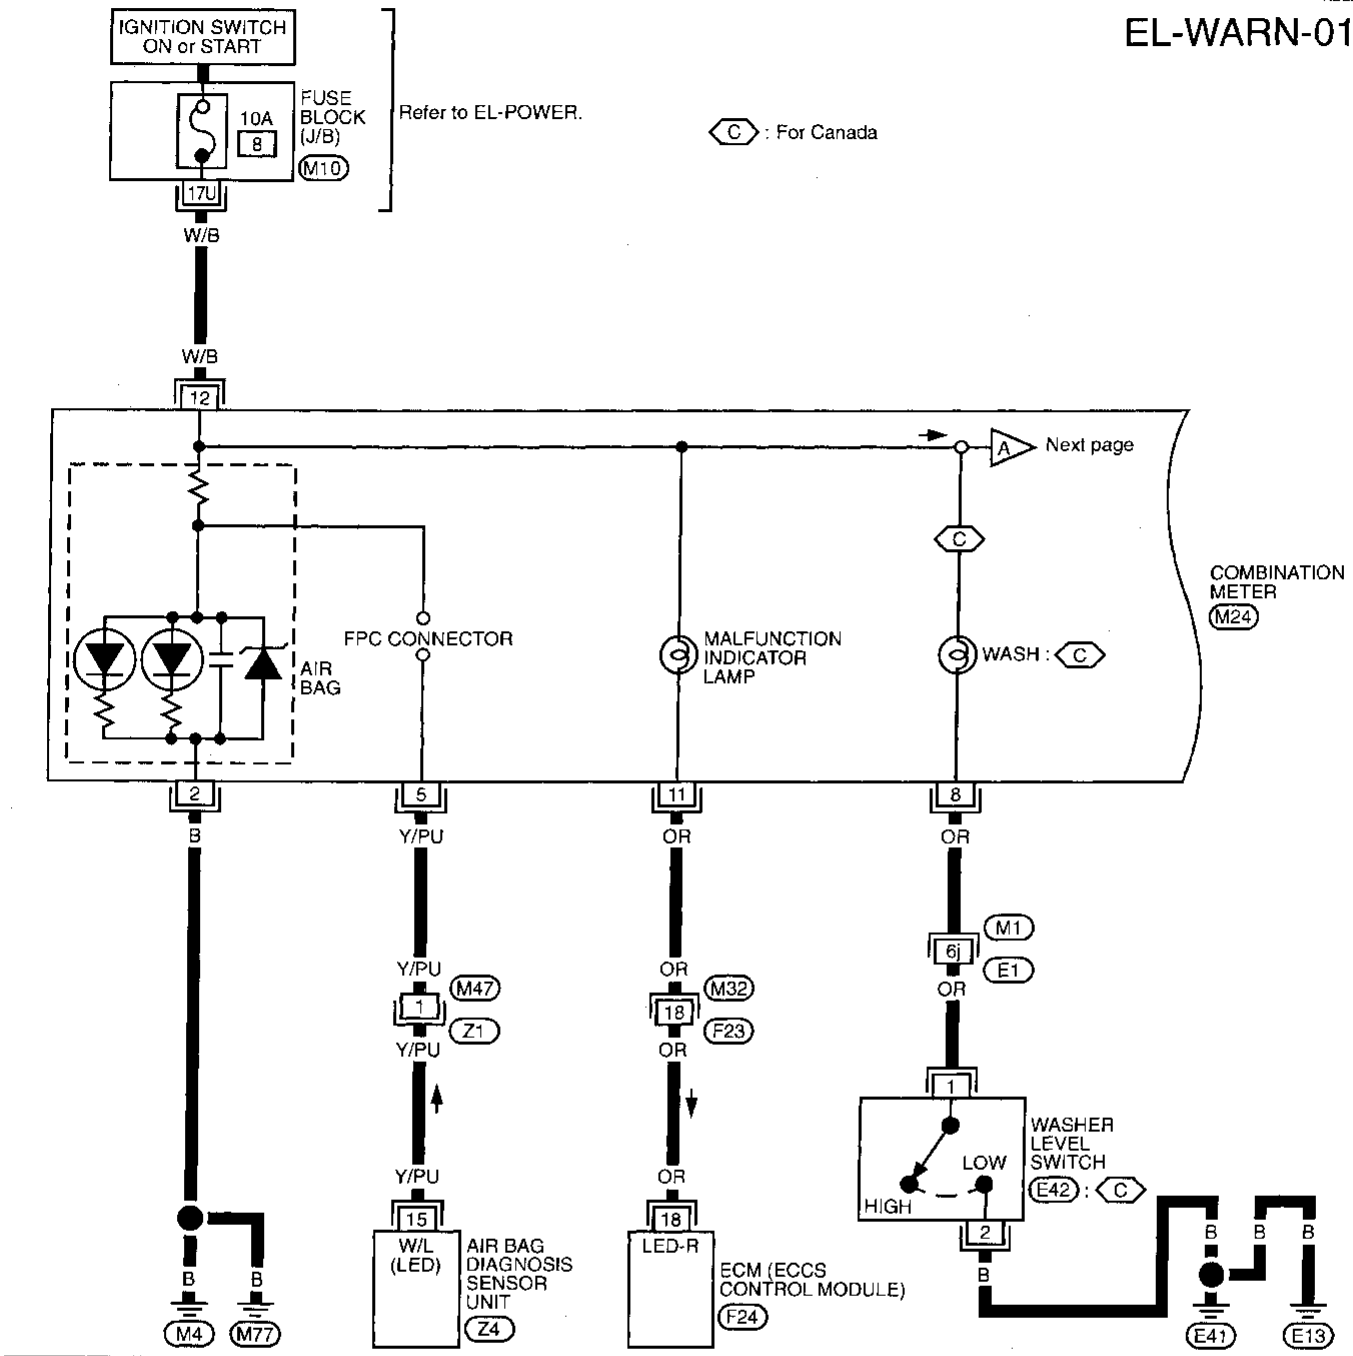 EL-WARN-01
IGNITION SWITCH
ON or START
FUSE
BLOCK
(J/B)
10A
8
M10
Refer to EL-POWER.
C : For Canada
17U
W/B
W/B
12
A Next page
C
COMBINATION
METER
M24
AIR
BAG
FPC CONNECTOR
MALFUNCTION
INDICATOR
LAMP
WASH : C
2
5
11
8
B
Y/PU
OR
OR
M1
6j
E1
OR
Y/PU
OR
M47
1
Z1
M32
18
F23
Y/PU
OR
1
WASHER
LEVEL
SWITCH
E42 : C
LOW
HIGH
2
B
Y/PU
OR
15
W/L
(LED)
AIR BAG
DIAGNOSIS
SENSOR
UNIT
Z4
18
LED-R
ECM (ECCS
CONTROL MODULE)
F24
B
B
B
B
B
M4
M77
E41
E13